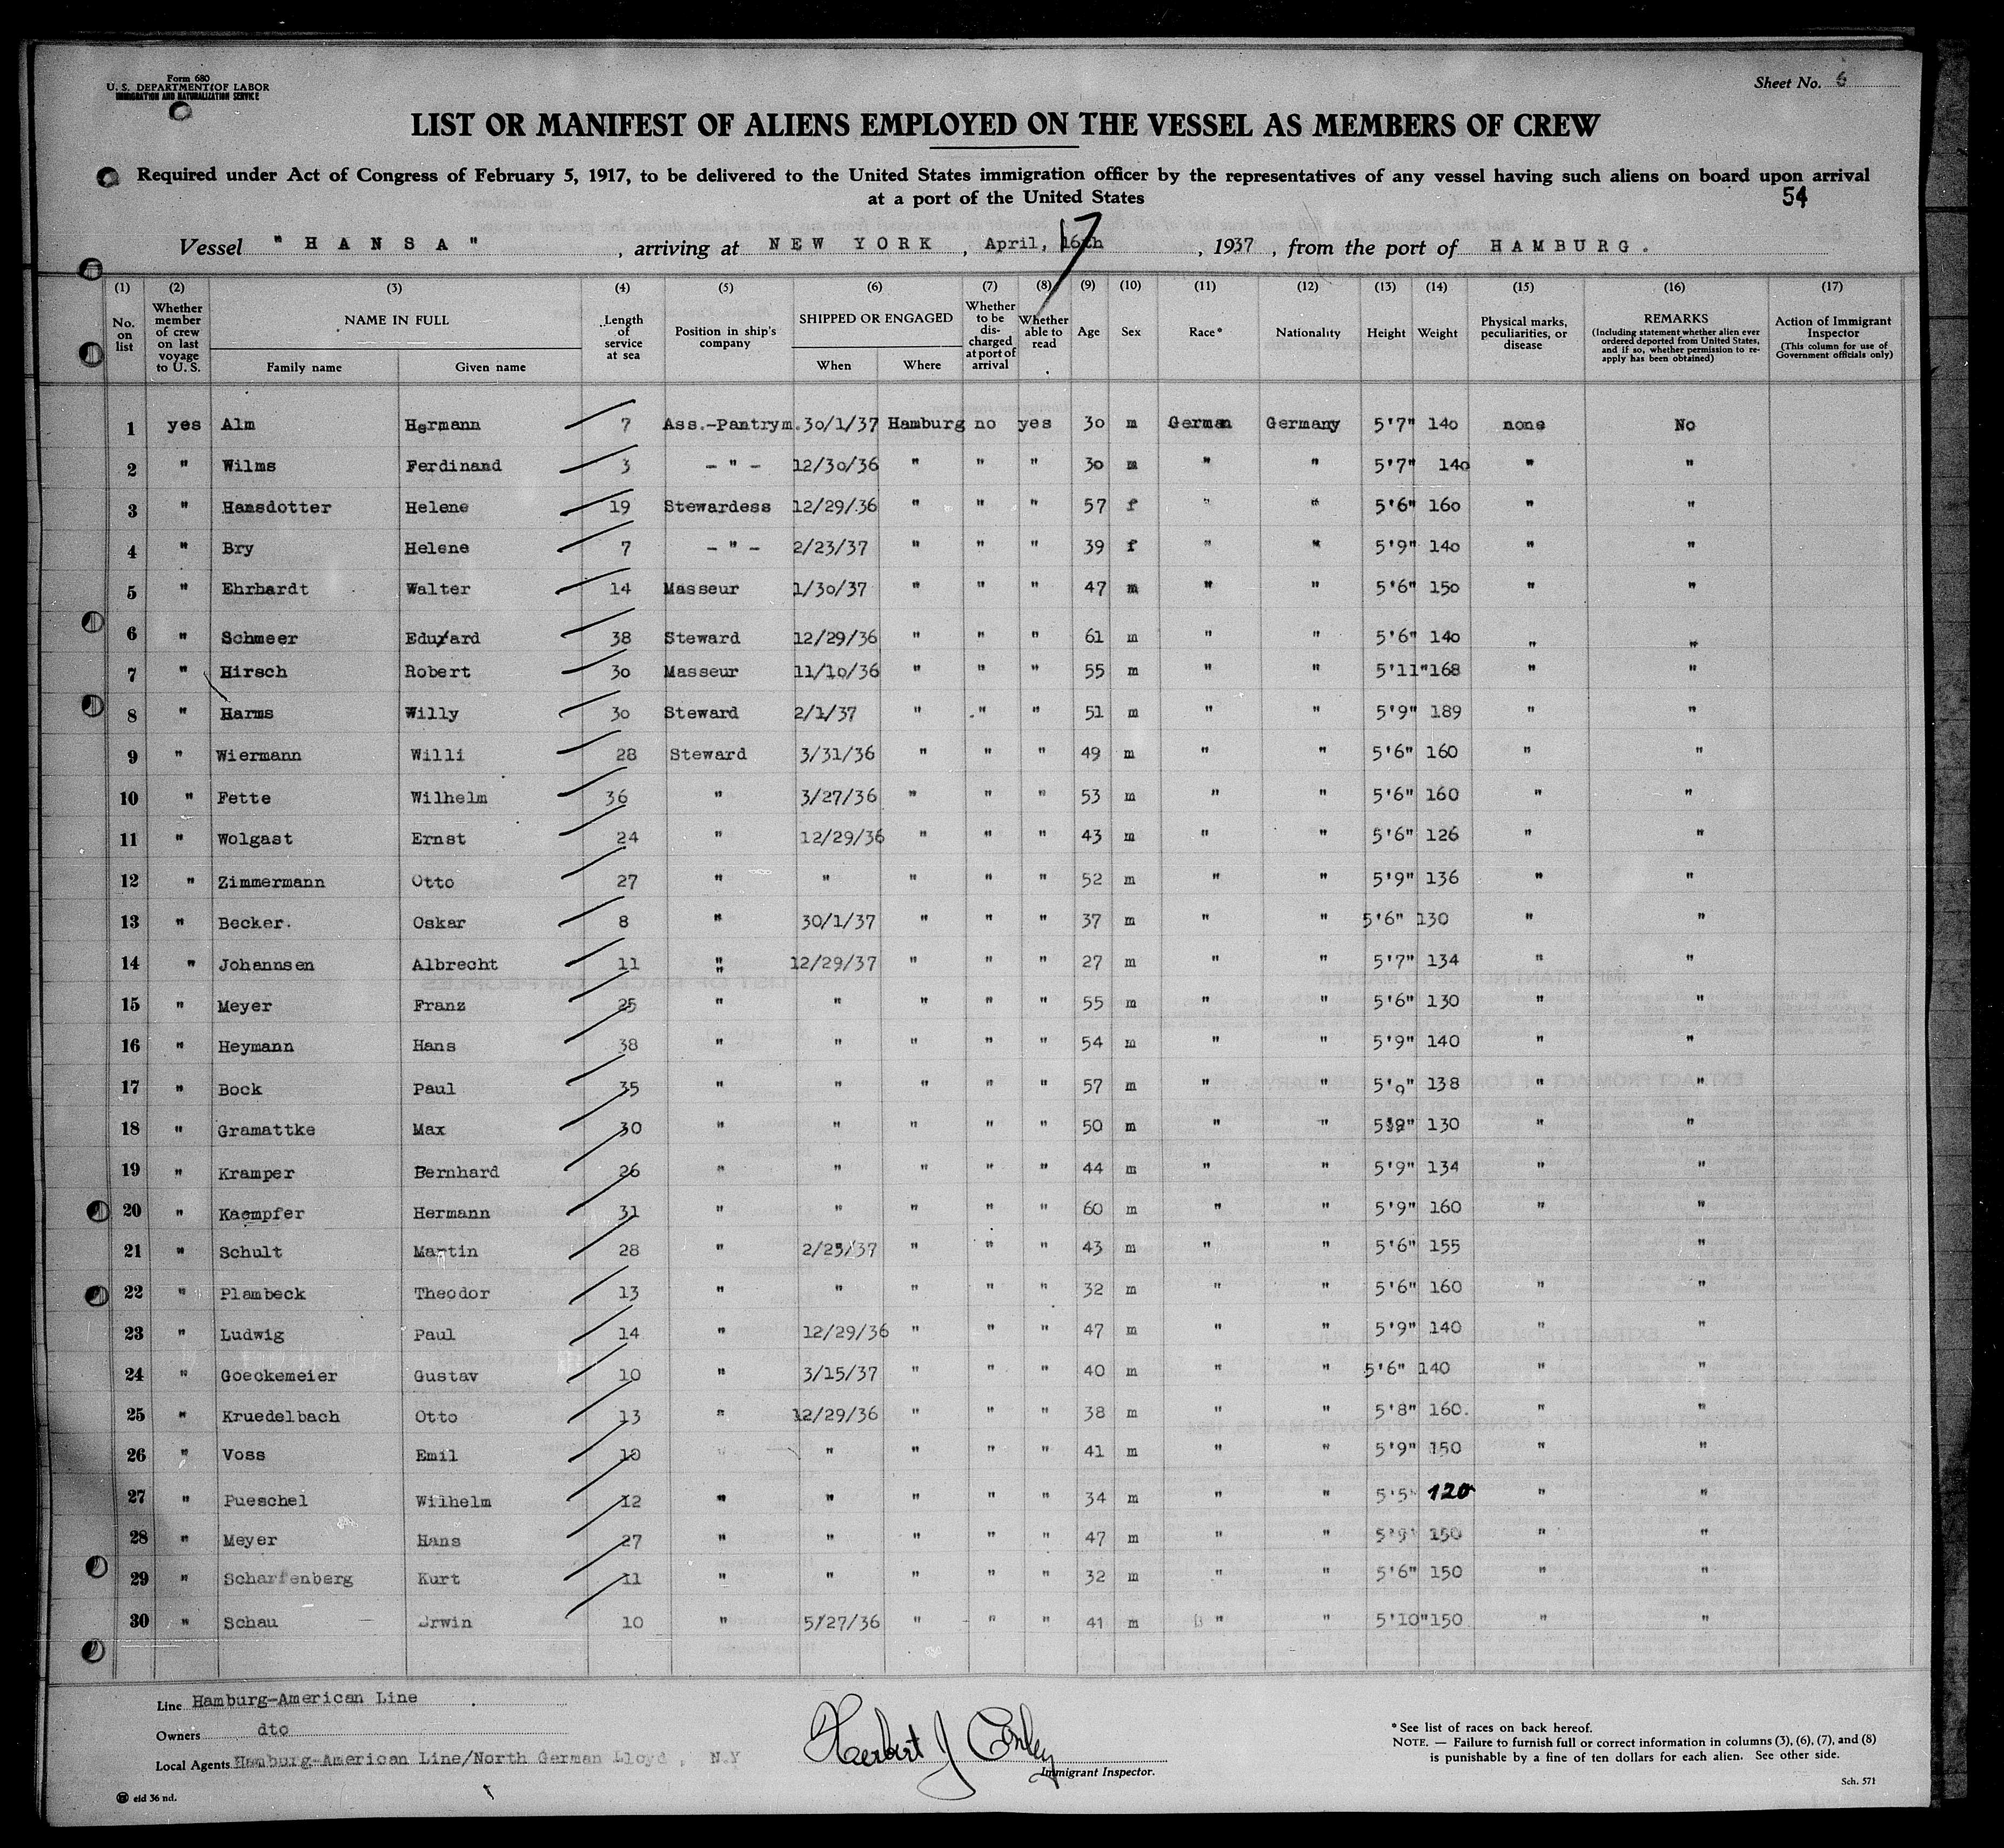 Form 680
U. S. DEPARTMENT OF LABOR
IMMIGRATION AND NATURALIZATION SERVICE
Sheet No. 6
LIST OR MANIFEST OF ALIENS EMPLOYED ON THE VESSEL AS MEMBERS OF CREW
Required under Act of Congress of February 5, 1917, to be delivered to the United States immigration officer by the representatives of any vessel having such aliens on board upon arrival
at a port of the United States
54
Vessel "HANSA", arriving at NEW YORK, April, 16th 17, 1937, from the port of HAMBURG.
(1) (2) (3) (4) (5) (6) (7) (8) (9) (10) (11) (12) (13) (14) (15) (16) (17)
No. on list Whether member of crew on last voyage to U. S. NAME IN FULL Family name Given name Length of service at sea Position in ship's company SHIPPED OR ENGAGED When Where Whether to be discharged at port of arrival Whether able to read Age Sex Race* Nationality Height Weight Physical marks, peculiarities, or disease REMARKS (Including statement whether alien ever ordered deported from United States, and if so, whether permission to reapply has been obtained) Action of Immigrant Inspector (This column for use of Government officials only)
1 yes Alm Hermann 7 Ass.-Pantrym. 30/1/37 Hamburg no yes 30 m German Germany 5'7" 140 none No
2 " Wilms Ferdinand 3 - " - 12/30/36 " " " 30 m " " 5'7" 140 " "
3 " Hansdotter Helene 19 Stewardess 12/29/36 " " " 57 f " " 5'6" 160 " "
4 " Bry Helene 7 - " - 2/23/37 " " " 39 f " " 5'9" 140 " "
5 " Ehrhardt Walter 14 Masseur 1/30/37 " " " 47 m " " 5'6" 150 " "
6 " Schmeer Eduard 38 Steward 12/29/36 " " " 61 m " " 5'6" 140 " "
7 " Hirsch Robert 30 Masseur 11/10/36 " " " 55 m " " 5'11" 168 " "
8 " Harms Willy 30 Steward 2/1/37 " " " 51 m " " 5'9" 189 " "
9 " Wiermann Willi 28 Steward 3/31/36 " " " 49 m " " 5'6" 160 " "
10 " Fette Wilhelm 36 " 3/27/36 " " " 53 m " " 5'6" 160 " "
11 " Wolgast Ernst 24 " 12/29/36 " " " 43 m " " 5'6" 126 " "
12 " Zimmermann Otto 27 " " " " " 52 m " " 5'9" 136 " "
13 " Becker. Oskar 8 " 30/1/37 " " " 37 m " " 5'6" 130 " "
14 " Johannsen Albrecht 11 " 12/29/37 " " " 27 m " " 5'7" 134 " "
15 " Meyer Franz 25 " " " " " 55 m " " 5'6" 130 " "
16 " Heymann Hans 38 " " " " " 54 m " " 5'9" 140 " "
17 " Bock Paul 35 " " " " " 57 m " " 5'9" 138 " "
18 " Gramattke Max 30 " " " " " 50 m " " 5'9" 130 " "
19 " Kramper Bernhard 26 " " " " " 44 m " " 5'9" 134 " "
20 " Kaempfer Hermann 31 " " " " " 60 m " " 5'9" 160 " "
21 " Schult Martin 28 " 2/23/37 " " " 43 m " " 5'6" 155 "
22 " Plambeck Theodor 13 " " " " " 32 m " " 5'6" 160 " "
23 " Ludwig Paul 14 " 12/29/36 " " " 47 m " " 5'9" 140 " "
24 " Goeckemeier Gustav 10 " 3/15/37 " " " 40 m " " 5'6" 140 " "
25 " Kruedelbach Otto 13 " 12/29/36 " " " 38 m " " 5'8" 160. " "
26 " Voss Emil 10 " " " " " 41 m " " 5'9" 150 " "
27 " Pueschel Wilhelm 12 " " " " " 34 m " " 5'5" 120 " "
28 " Meyer Hans 27 " " " " " 47 m " " 5'9" 150 " "
29 " Scharfenberg Kurt 11 " " " " " 32 m " " 5'6" 150 " "
30 " Schau Erwin 10 " 5/27/36 " " " 41 m " " 5'10" 150 " "
Line Hamburg-American Line
Owners dto
Local Agents Hamburg-American Line/North German Lloyd, N.Y
Herbert J Conley
Immigrant Inspector.
* See list of races on back hereof.
NOTE. — Failure to furnish full or correct information in columns (3), (6), (7), and (8)
is punishable by a fine of ten dollars for each alien. See other side.
Sch. 571
eid 36 nd.